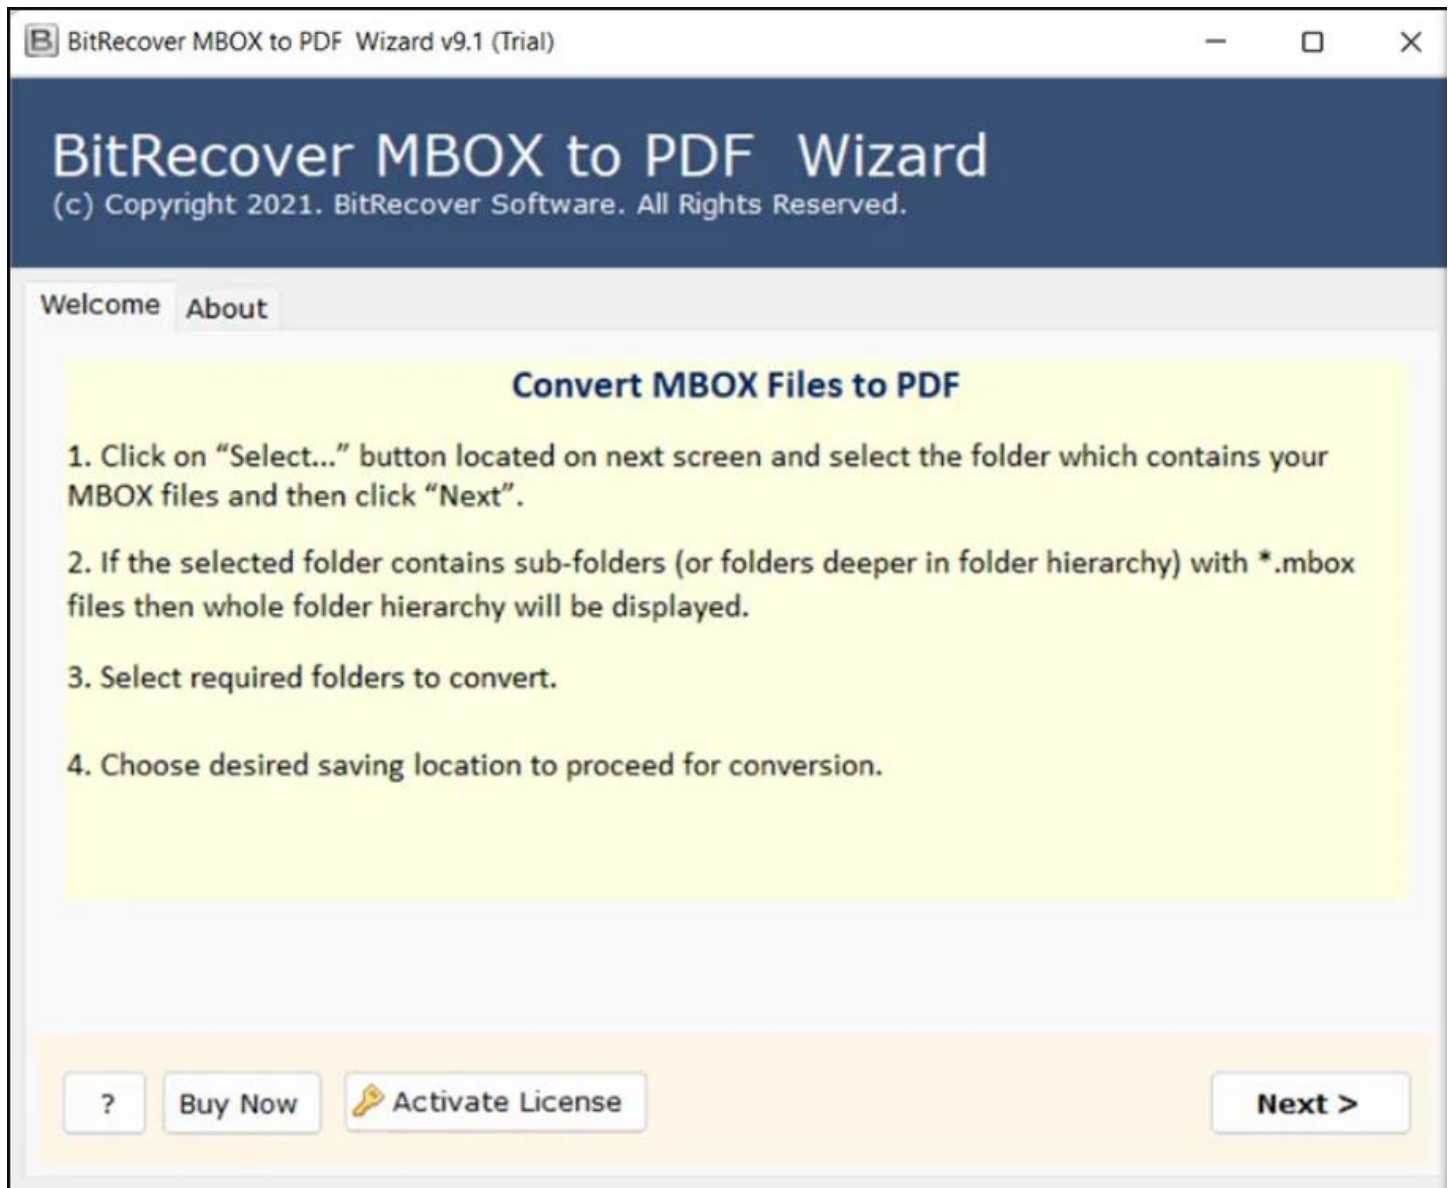 BitRecover MBOX to PDF  Wizard v9.1 (Trial)
BitRecover MBOX to PDF  Wizard
(c) Copyright 2021. BitRecover Software. All Rights Reserved.
Welcome About
Convert MBOX Files to PDF
1. Click on “Select...” button located on next screen and select the folder which contains your
MBOX files and then click “Next”.
2. If the selected folder contains sub-folders (or folders deeper in folder hierarchy) with *.mbox
files then whole folder hierarchy will be displayed.
3. Select required folders to convert.
4. Choose desired saving location to proceed for conversion.
? Buy Now Activate License Next >